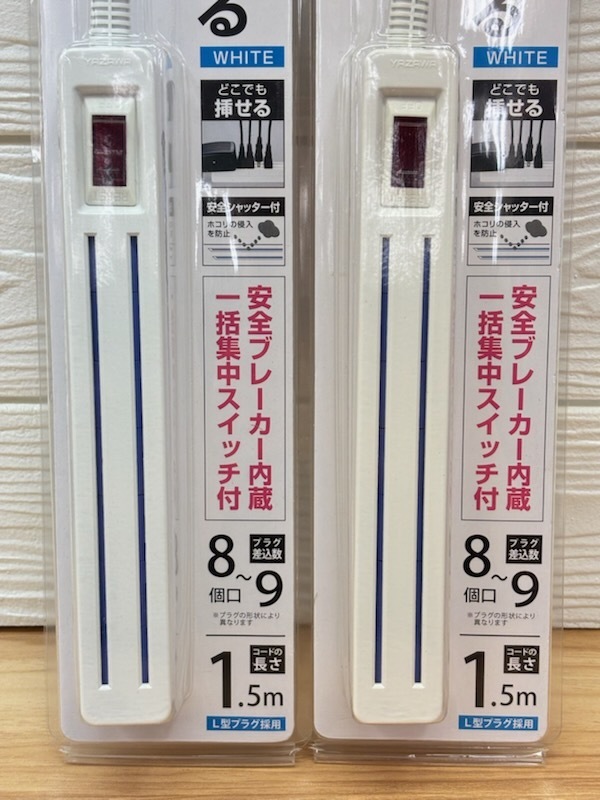 る
WHITE
YAZAWA
どこでも
挿せる
安全シャッター付
ホコリの侵入
を防止
安全ブレーカー内蔵
一括集中スイッチ付
8~9
個口
プラグ
差込数
※プラグの形状により
異なります
1.5m
コードの
長さ
L型プラグ採用
WHITE
YAZAWA
どこでも
挿せる
安全シャッター付
ホコリの侵入
を防止
安全ブレーカー内蔵
一括集中スイッチ付
8~9
個口
プラグ
差込数
※プラグの形状により
異なります
1.5m
コードの
長さ
L型プラグ採用